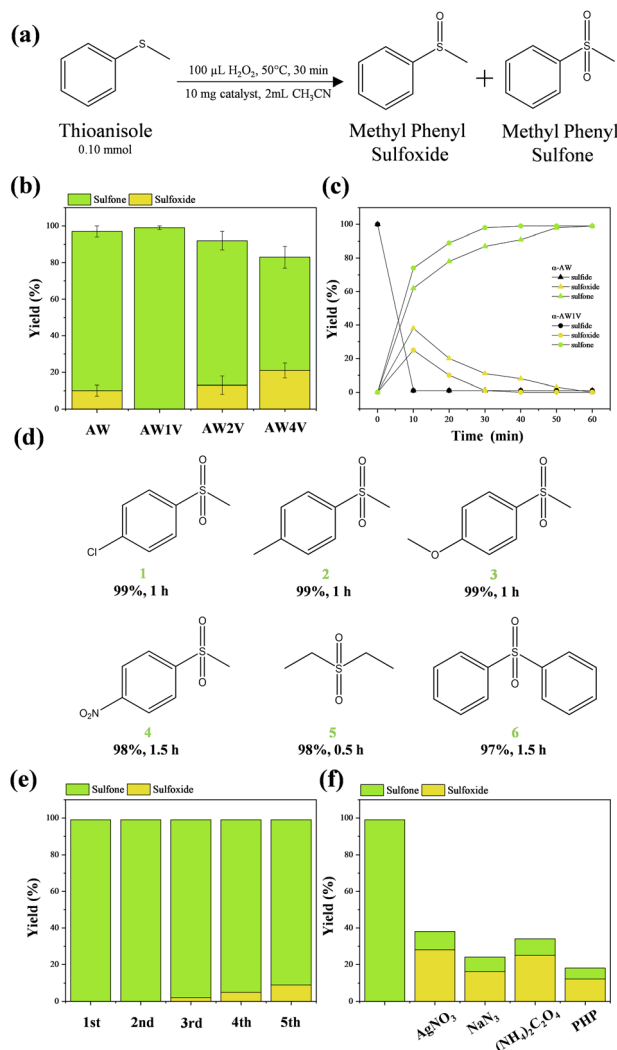 (a)
S
O
S
O
S
O
100 μL H₂O₂, 50°C, 30 min
10 mg catalyst, 2mL CH₃CN
+
Thioanisole
0.10 mmol
Methyl Phenyl
Sulfoxide
Methyl Phenyl
Sulfone
(b)
Sulfone Sulfoxide
Yield (%)
100
80
60
40
20
0
AW AW1V AW2V AW4V
(c)
Yield (%)
100
80
60
40
20
0
α-AW
sulfide
sulfoxide
sulfone
α-AW1V
sulfide
sulfoxide
sulfone
0 10 20 30 40 50 60
Time (min)
(d)
O
S
O
Cl
1
99%, 1 h
O
S
O
2
99%, 1 h
O
S
O
O
3
99%, 1 h
O
S
O
O₂N
4
98%, 1.5 h
O
S
O
5
98%, 0.5 h
O
S
O
6
97%, 1.5 h
(e)
Sulfone Sulfoxide
Yield (%)
100
80
60
40
20
0
1st 2nd 3rd 4th 5th
(f)
Sulfone Sulfoxide
Yield (%)
100
80
60
40
20
0
AgNO₃ NaN₃ (NH₄)₂C₂O₄ PHP